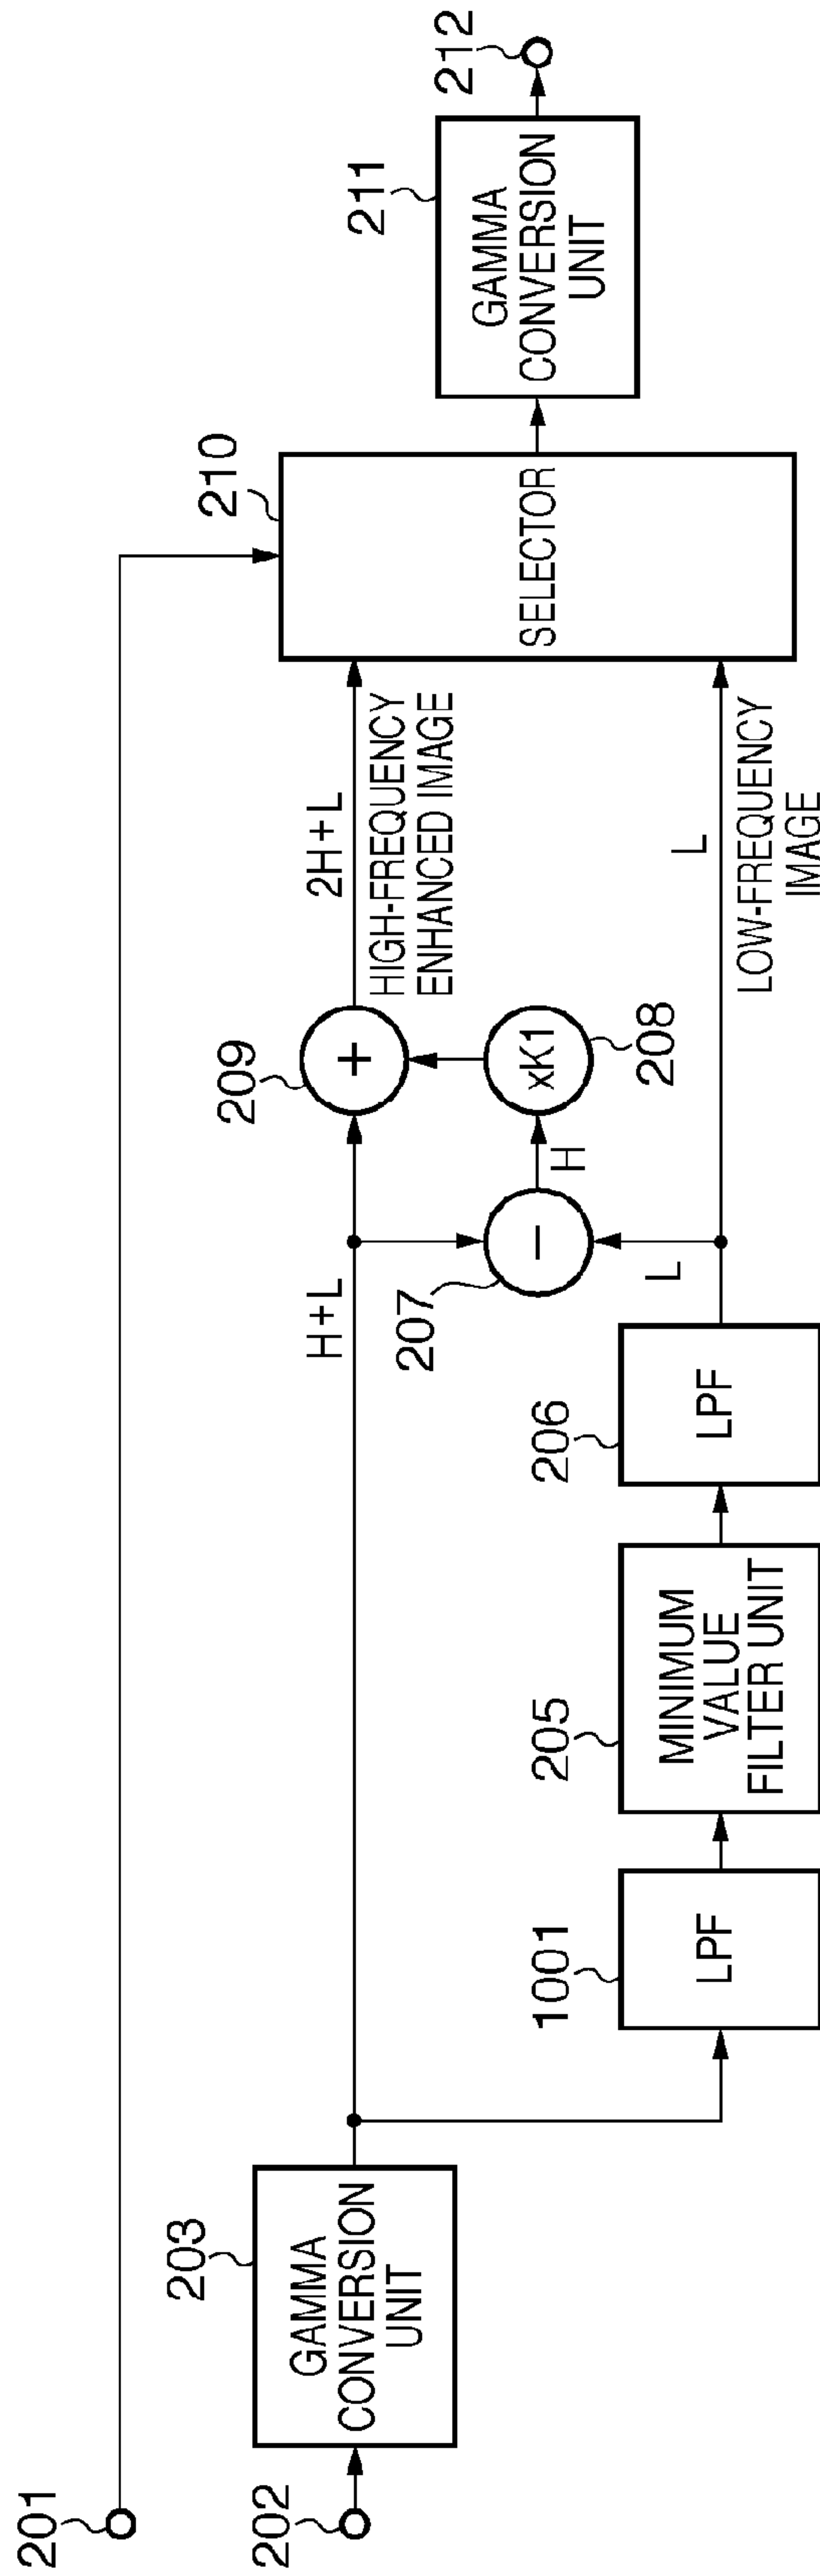 201
202
203
GAMMA
CONVERSION
UNIT
1001
LPF
205
MINIMUM
VALUE
FILTER UNIT
206
LPF
H+L
207
−
L
H
208
xK1
209
+
2H+L
HIGH-FREQUENCY
ENHANCED IMAGE
L
LOW-FREQUENCY
IMAGE
210
SELECTOR
211
GAMMA
CONVERSION
UNIT
212